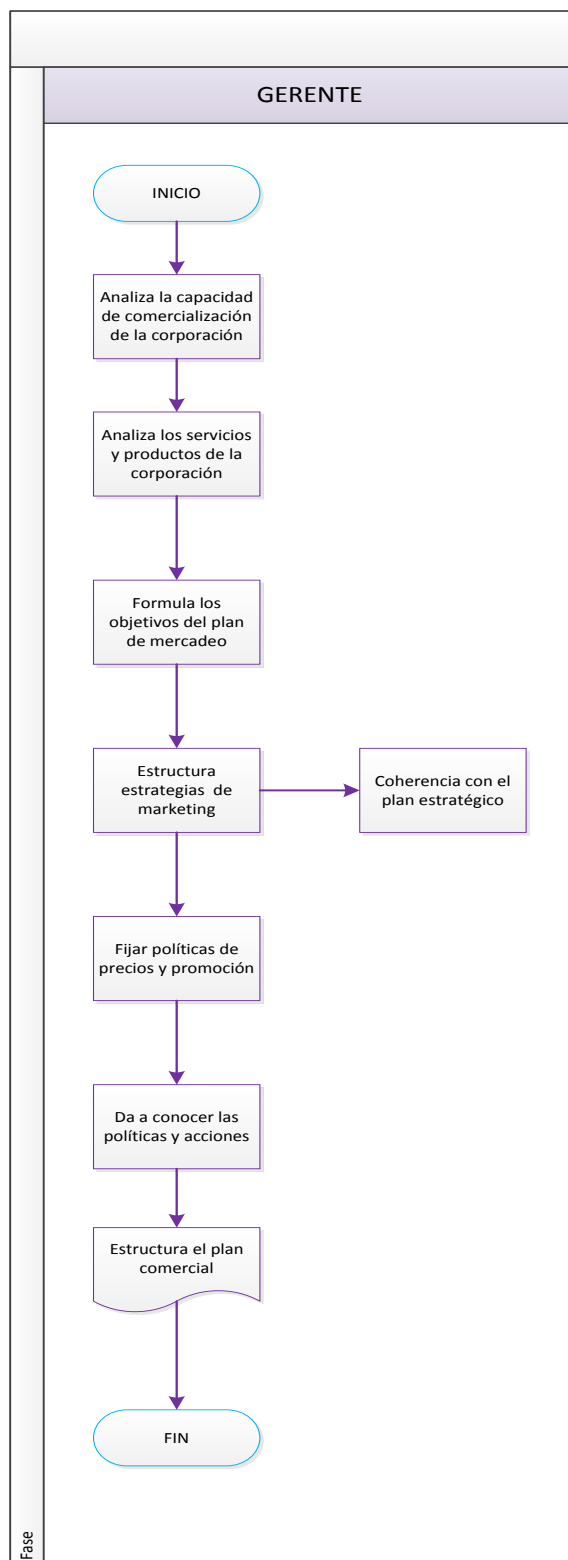 GERENTE
INICIO
Analiza la capacidad
de comercialización
de la corporación
Analiza los servicios
y productos de la
corporación
Formula los
objetivos del plan
de mercadeo
Estructura
estrategias de
marketing
Coherencia con el
plan estratégico
Fijar políticas de
precios y promoción
Da a conocer las
políticas y acciones
Estructura el plan
comercial
FIN
Fase